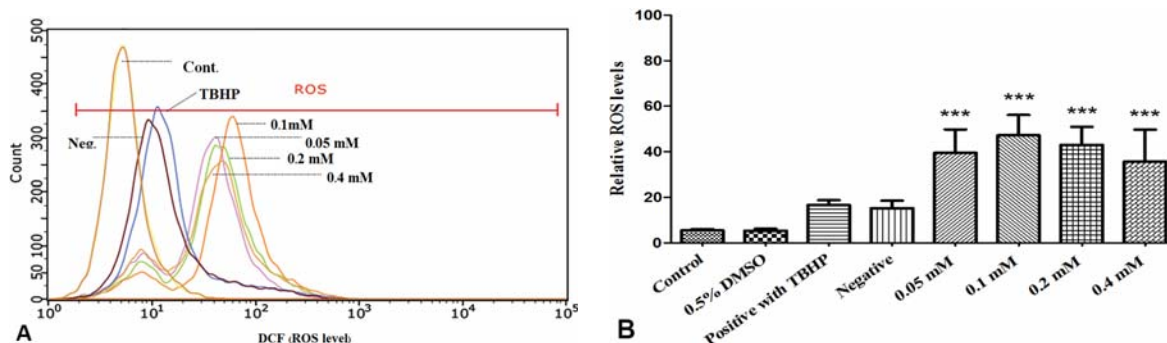 500
400
300
200
100
50
0
Count
Cont.
TBHP
ROS
Neg.
0.1mM
0.05 mM
0.2 mM
0.4 mM
10^0
10^1
10^2
10^3
10^4
10^5
DCF (ROS level)
A
100
80
60
40
20
0
Relative ROS levels
***
***
***
***
Control
0.5% DMSO
Positive with TBHP
Negative
0.05 mM
0.1 mM
0.2 mM
0.4 mM
B